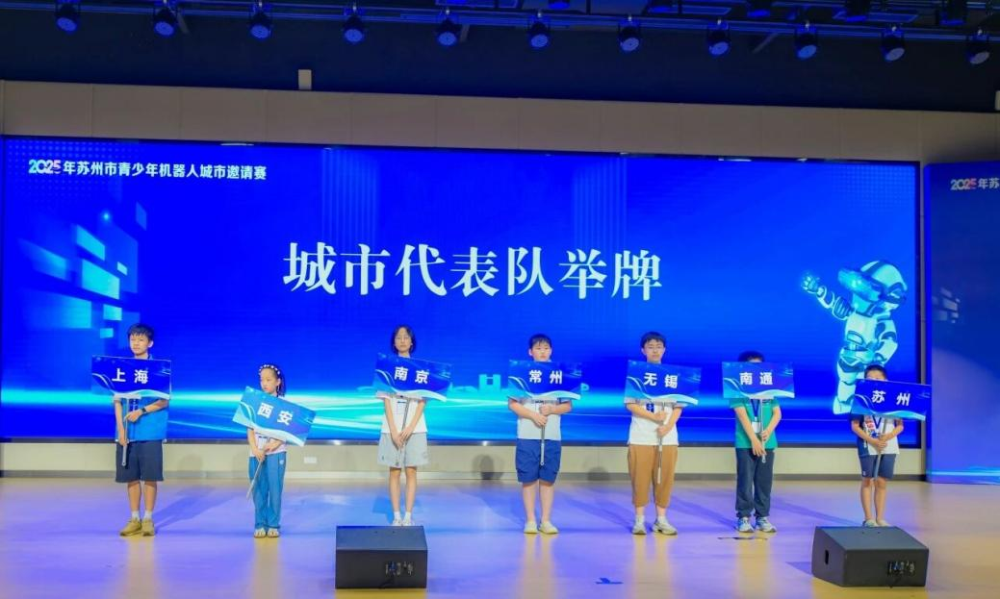 2025年苏州市青少年机器人城市邀请赛
2025年苏
城市代表队举牌
上海
西安
南京
常州
无锡
南通
苏州